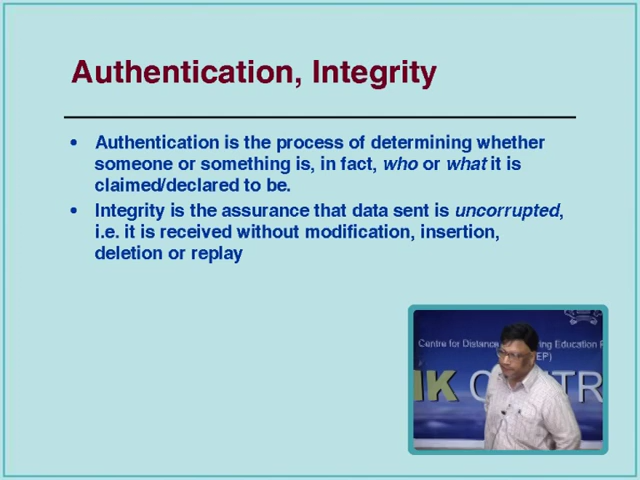 Authentication, Integrity
• Authentication is the process of determining whether
someone or something is, in fact, who or what it is
claimed/declared to be.
• Integrity is the assurance that data sent is uncorrupted,
i.e. it is received without modification, insertion,
deletion or replay
Centre for Distance ring Education
EP)
IK C TR